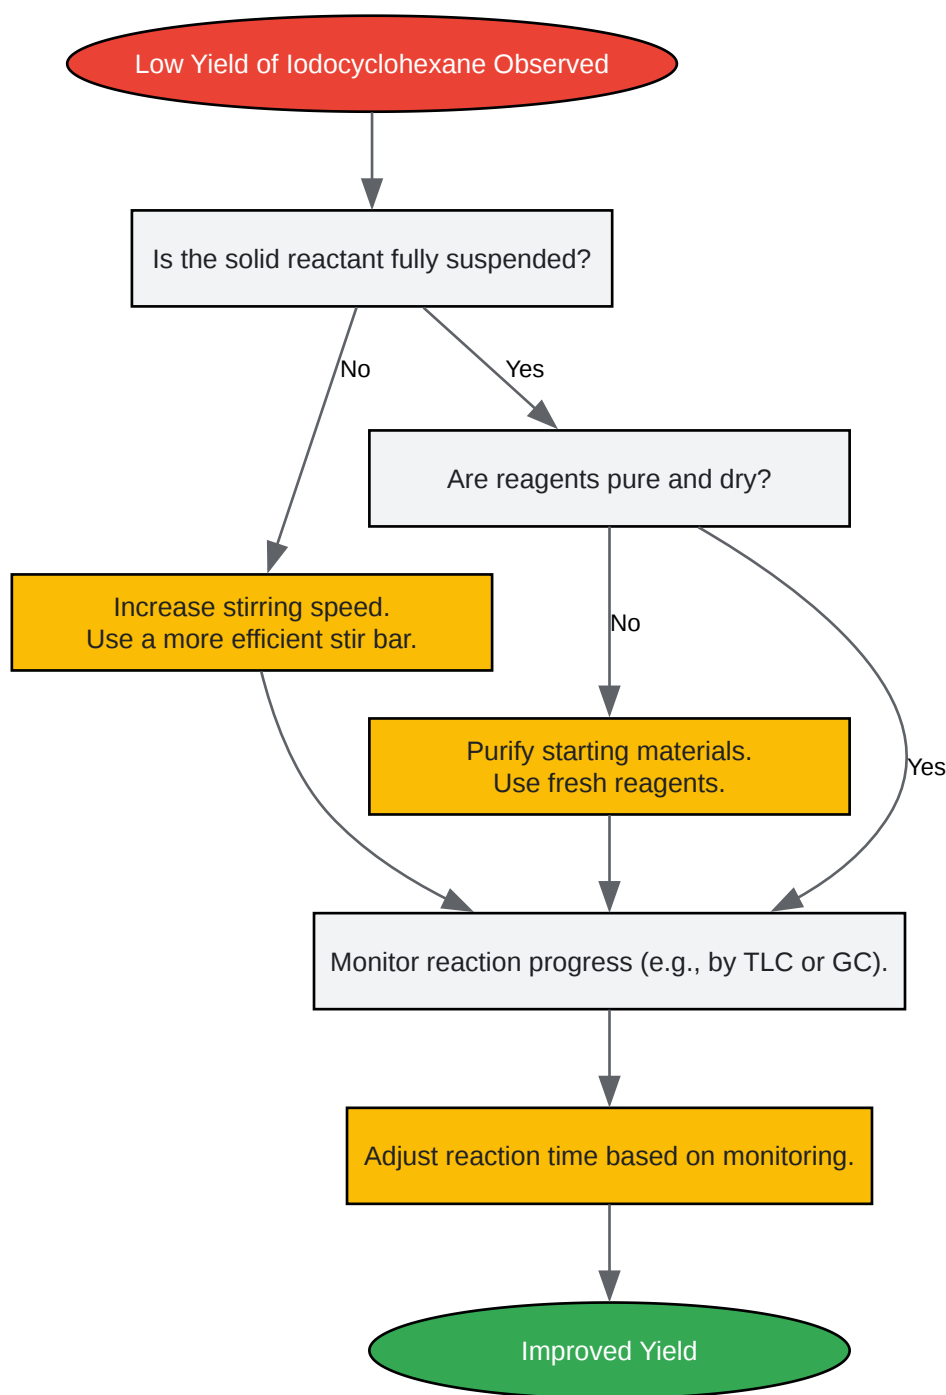 Low Yield of Iodocyclohexane Observed
Is the solid reactant fully suspended?
No
Yes
Are reagents pure and dry?
Increase stirring speed.
Use a more efficient stir bar.
No
Purify starting materials.
Use fresh reagents.
Yes
Monitor reaction progress (e.g., by TLC or GC).
Adjust reaction time based on monitoring.
Improved Yield